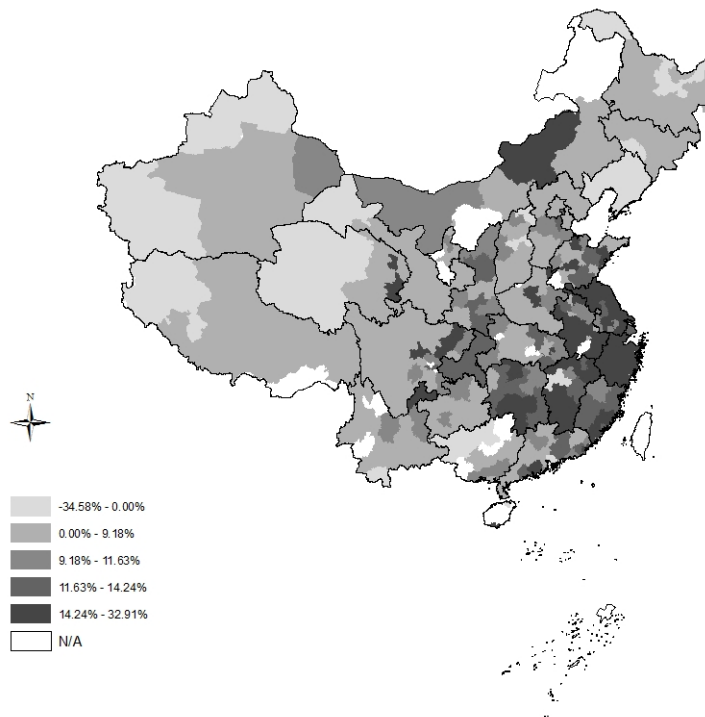 N
-34.58% - 0.00%
0.00% - 9.18%
9.18% - 11.63%
11.63% - 14.24%
14.24% - 32.91%
N/A